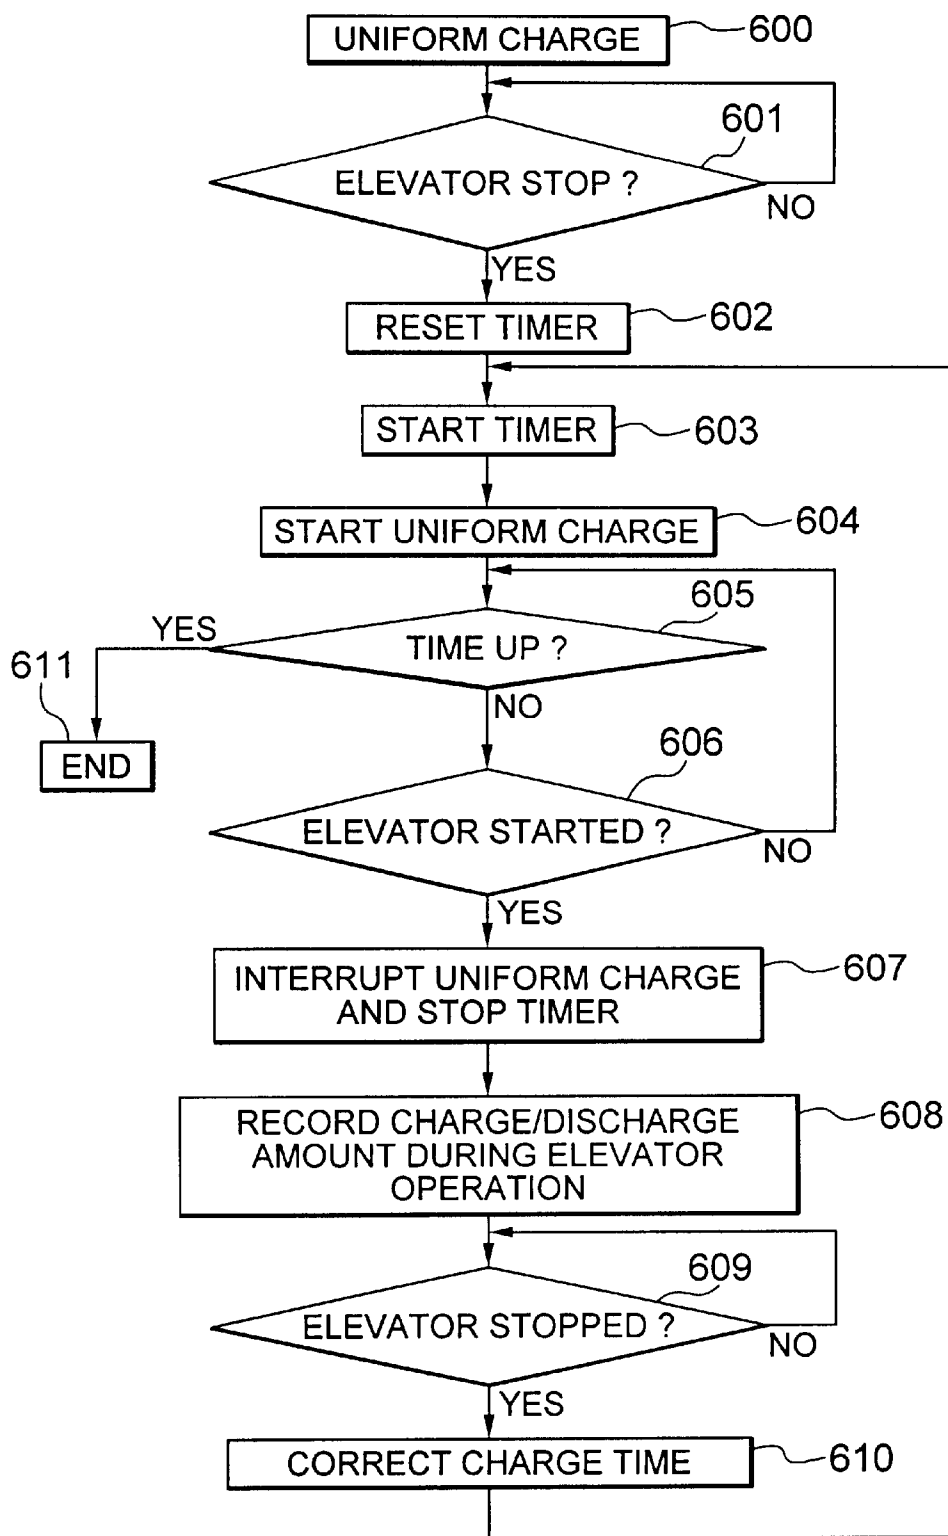 UNIFORM CHARGE
600
601
ELEVATOR STOP ?
NO
YES
RESET TIMER
602
START TIMER
603
START UNIFORM CHARGE
604
605
YES
TIME UP ?
611
NO
END
606
ELEVATOR STARTED ?
NO
YES
INTERRUPT UNIFORM CHARGE
AND STOP TIMER
607
RECORD CHARGE/DISCHARGE
AMOUNT DURING ELEVATOR
OPERATION
608
609
ELEVATOR STOPPED ?
NO
YES
CORRECT CHARGE TIME
610